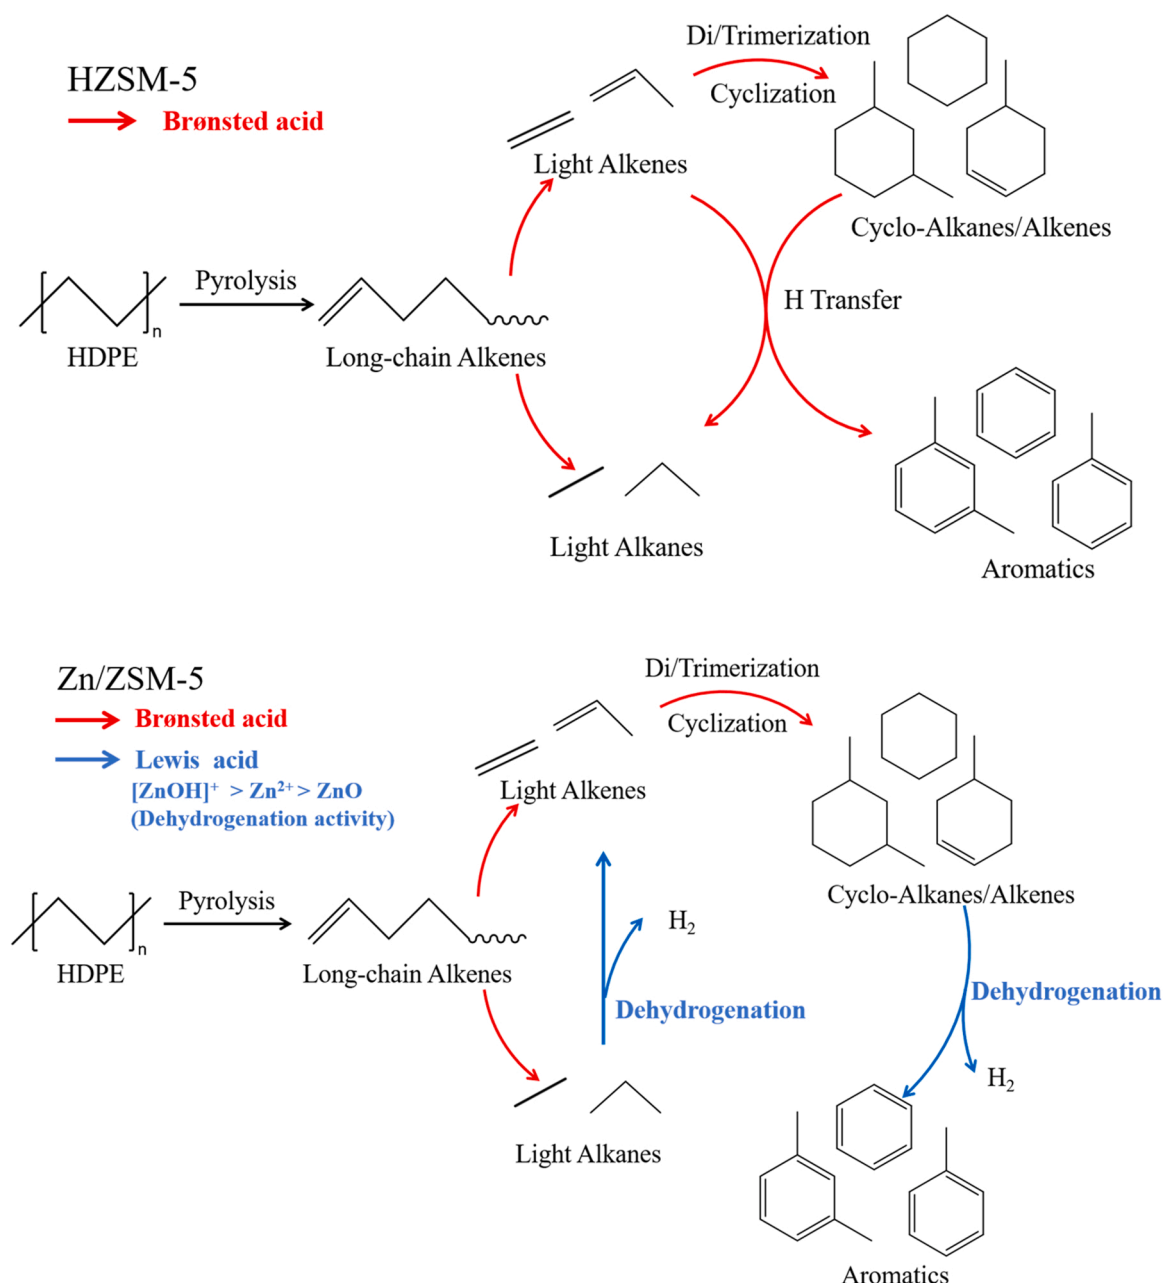 HZSM-5
Brønsted acid
Di/Trimerization
Cyclization
Light Alkenes
Cyclo-Alkanes/Alkenes
Pyrolysis
n
HDPE
Long-chain Alkenes
H Transfer
Light Alkanes
Aromatics
Zn/ZSM-5
Brønsted acid
Lewis acid
[ZnOH]⁺ > Zn²⁺ > ZnO
(Dehydrogenation activity)
Di/Trimerization
Cyclization
Light Alkenes
Cyclo-Alkanes/Alkenes
Pyrolysis
n
HDPE
Long-chain Alkenes
H₂
Dehydrogenation
Dehydrogenation
H₂
Light Alkanes
Aromatics